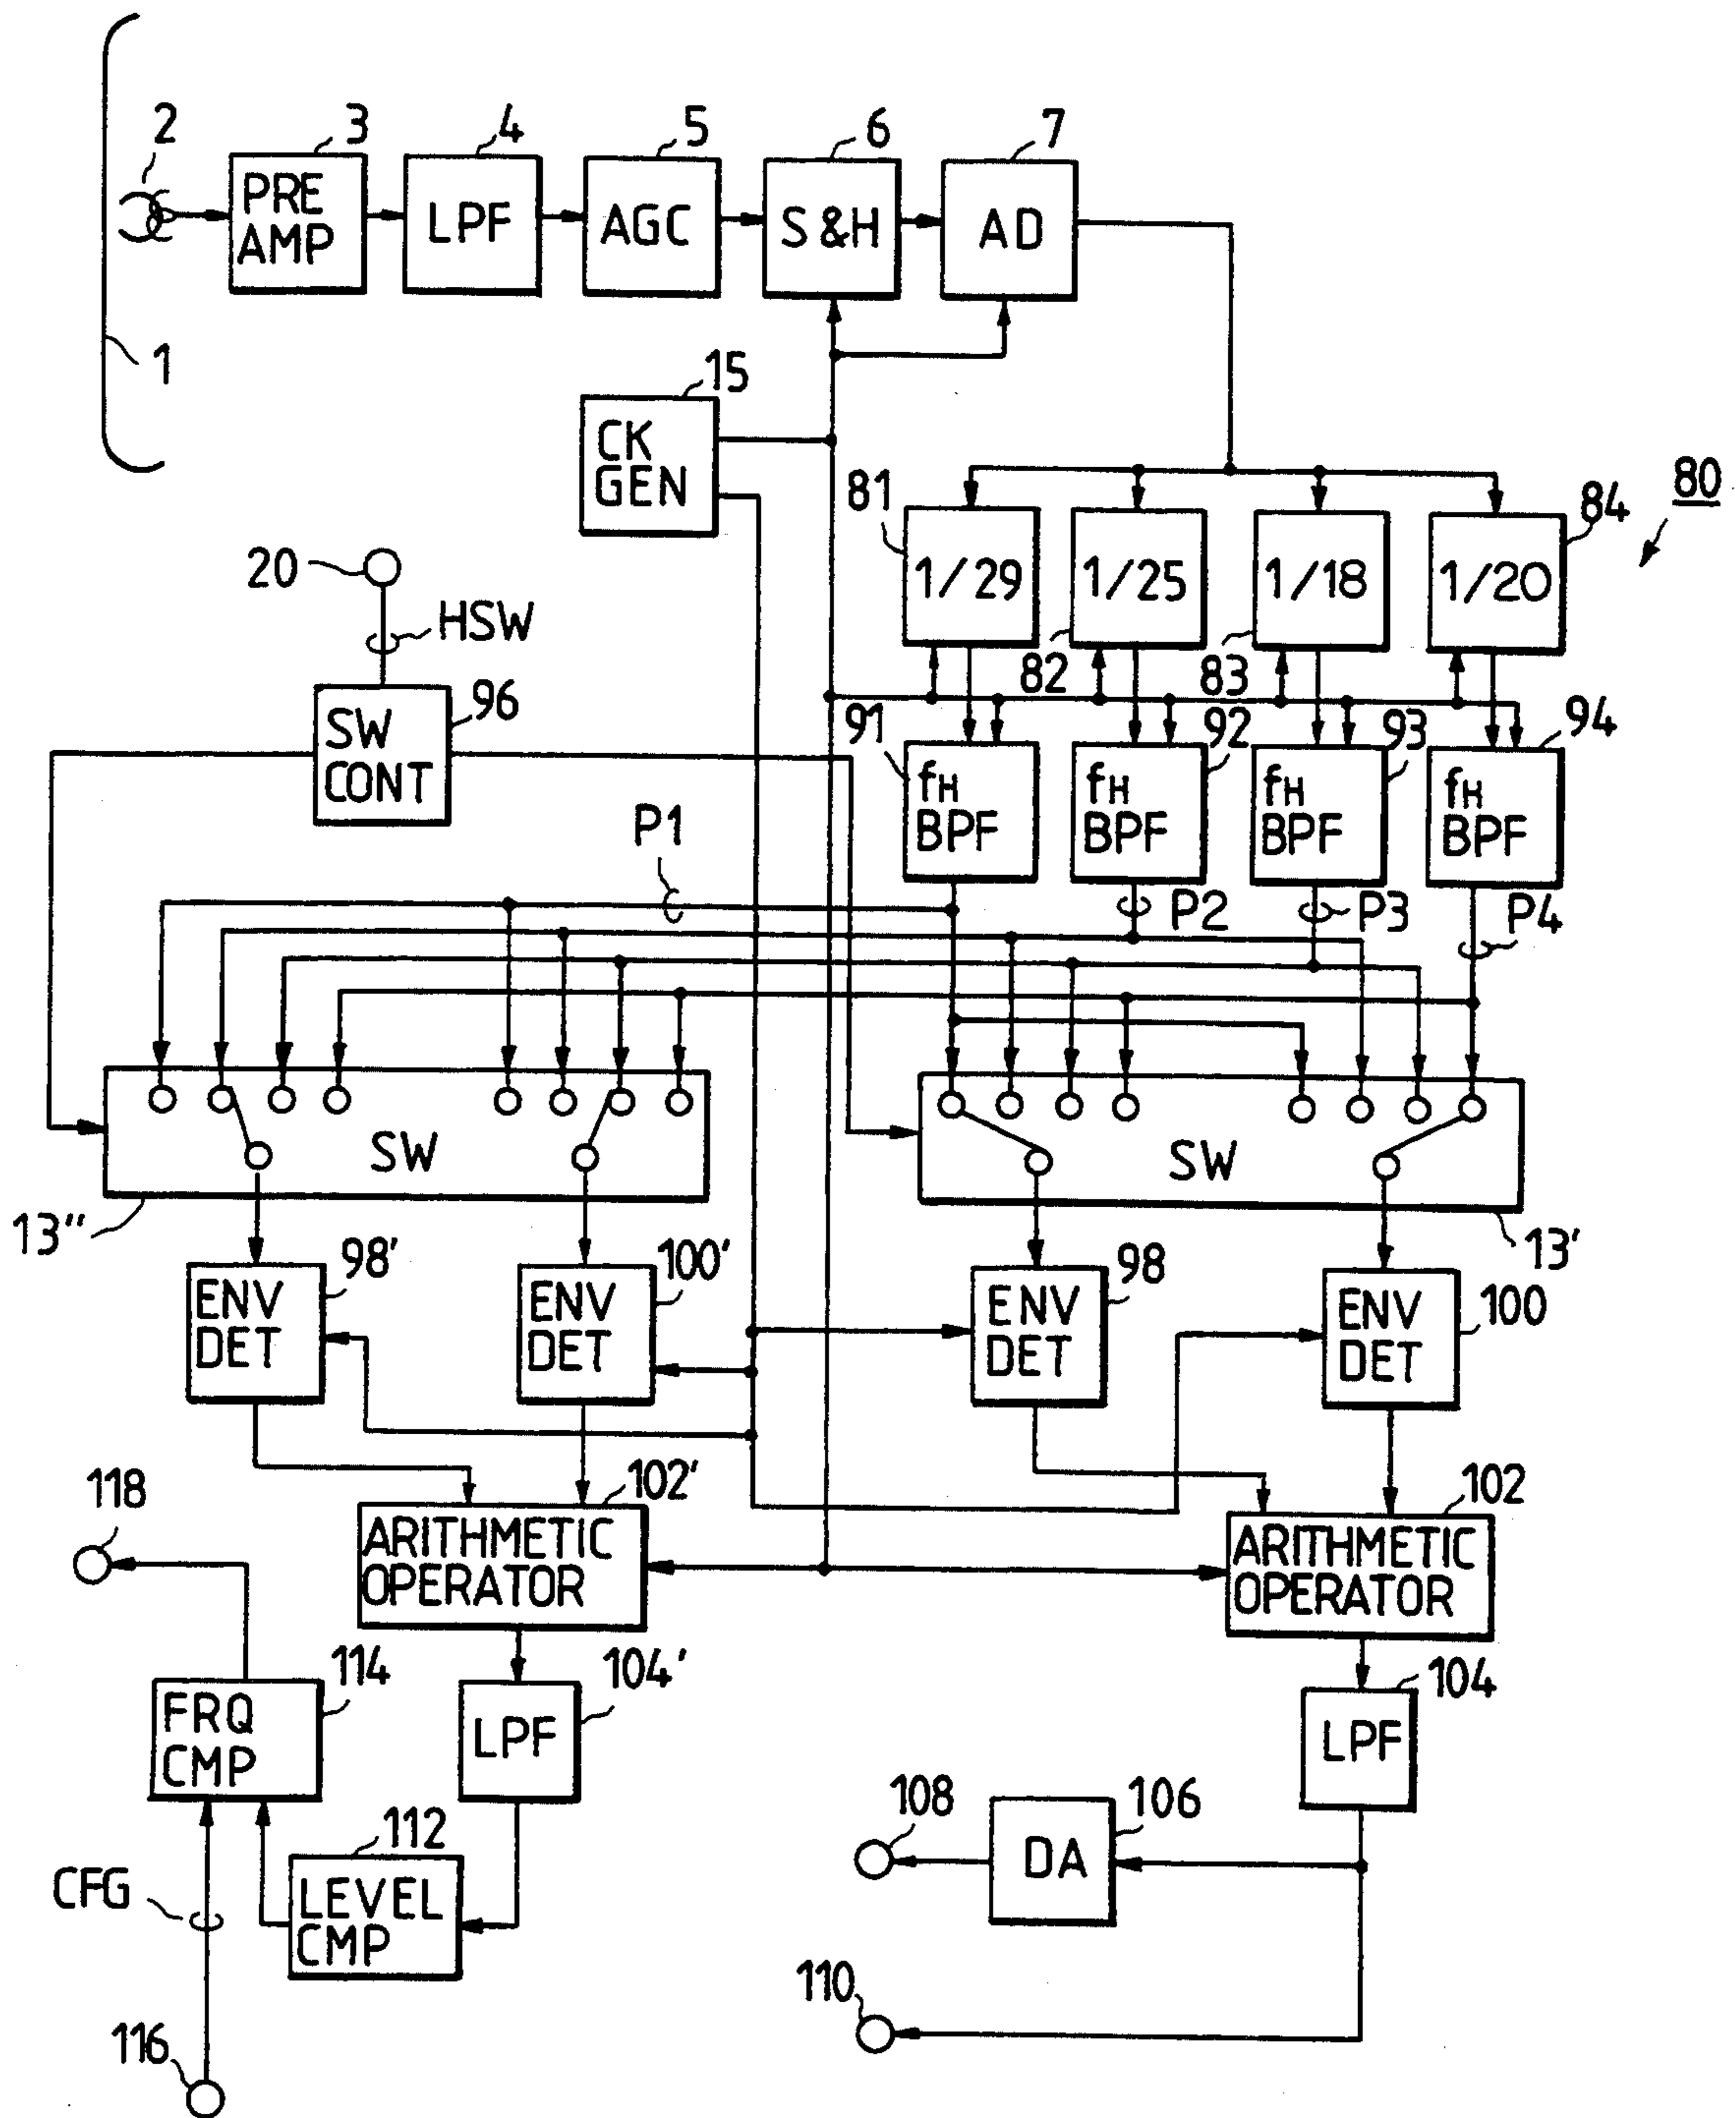 2
3
4
5
6
7
PRE
AMP
LPF
AGC
S&H
AD
1
15
CK
GEN
80
81
84
1/29
1/25
1/18
1/20
20
HSW
82
83
96
SW
CONT
91
92
93
94
fH
BPF
fH
BPF
fH
BPF
fH
BPF
P1
P2
P3
P4
SW
SW
13''
13'
98'
100'
98
100
ENV
DET
ENV
DET
ENV
DET
ENV
DET
118
102'
102
ARITHMETIC
OPERATOR
ARITHMETIC
OPERATOR
114
104'
104
FRQ
CMP
LPF
LPF
108
106
112
DA
CFG
LEVEL
CMP
110
116